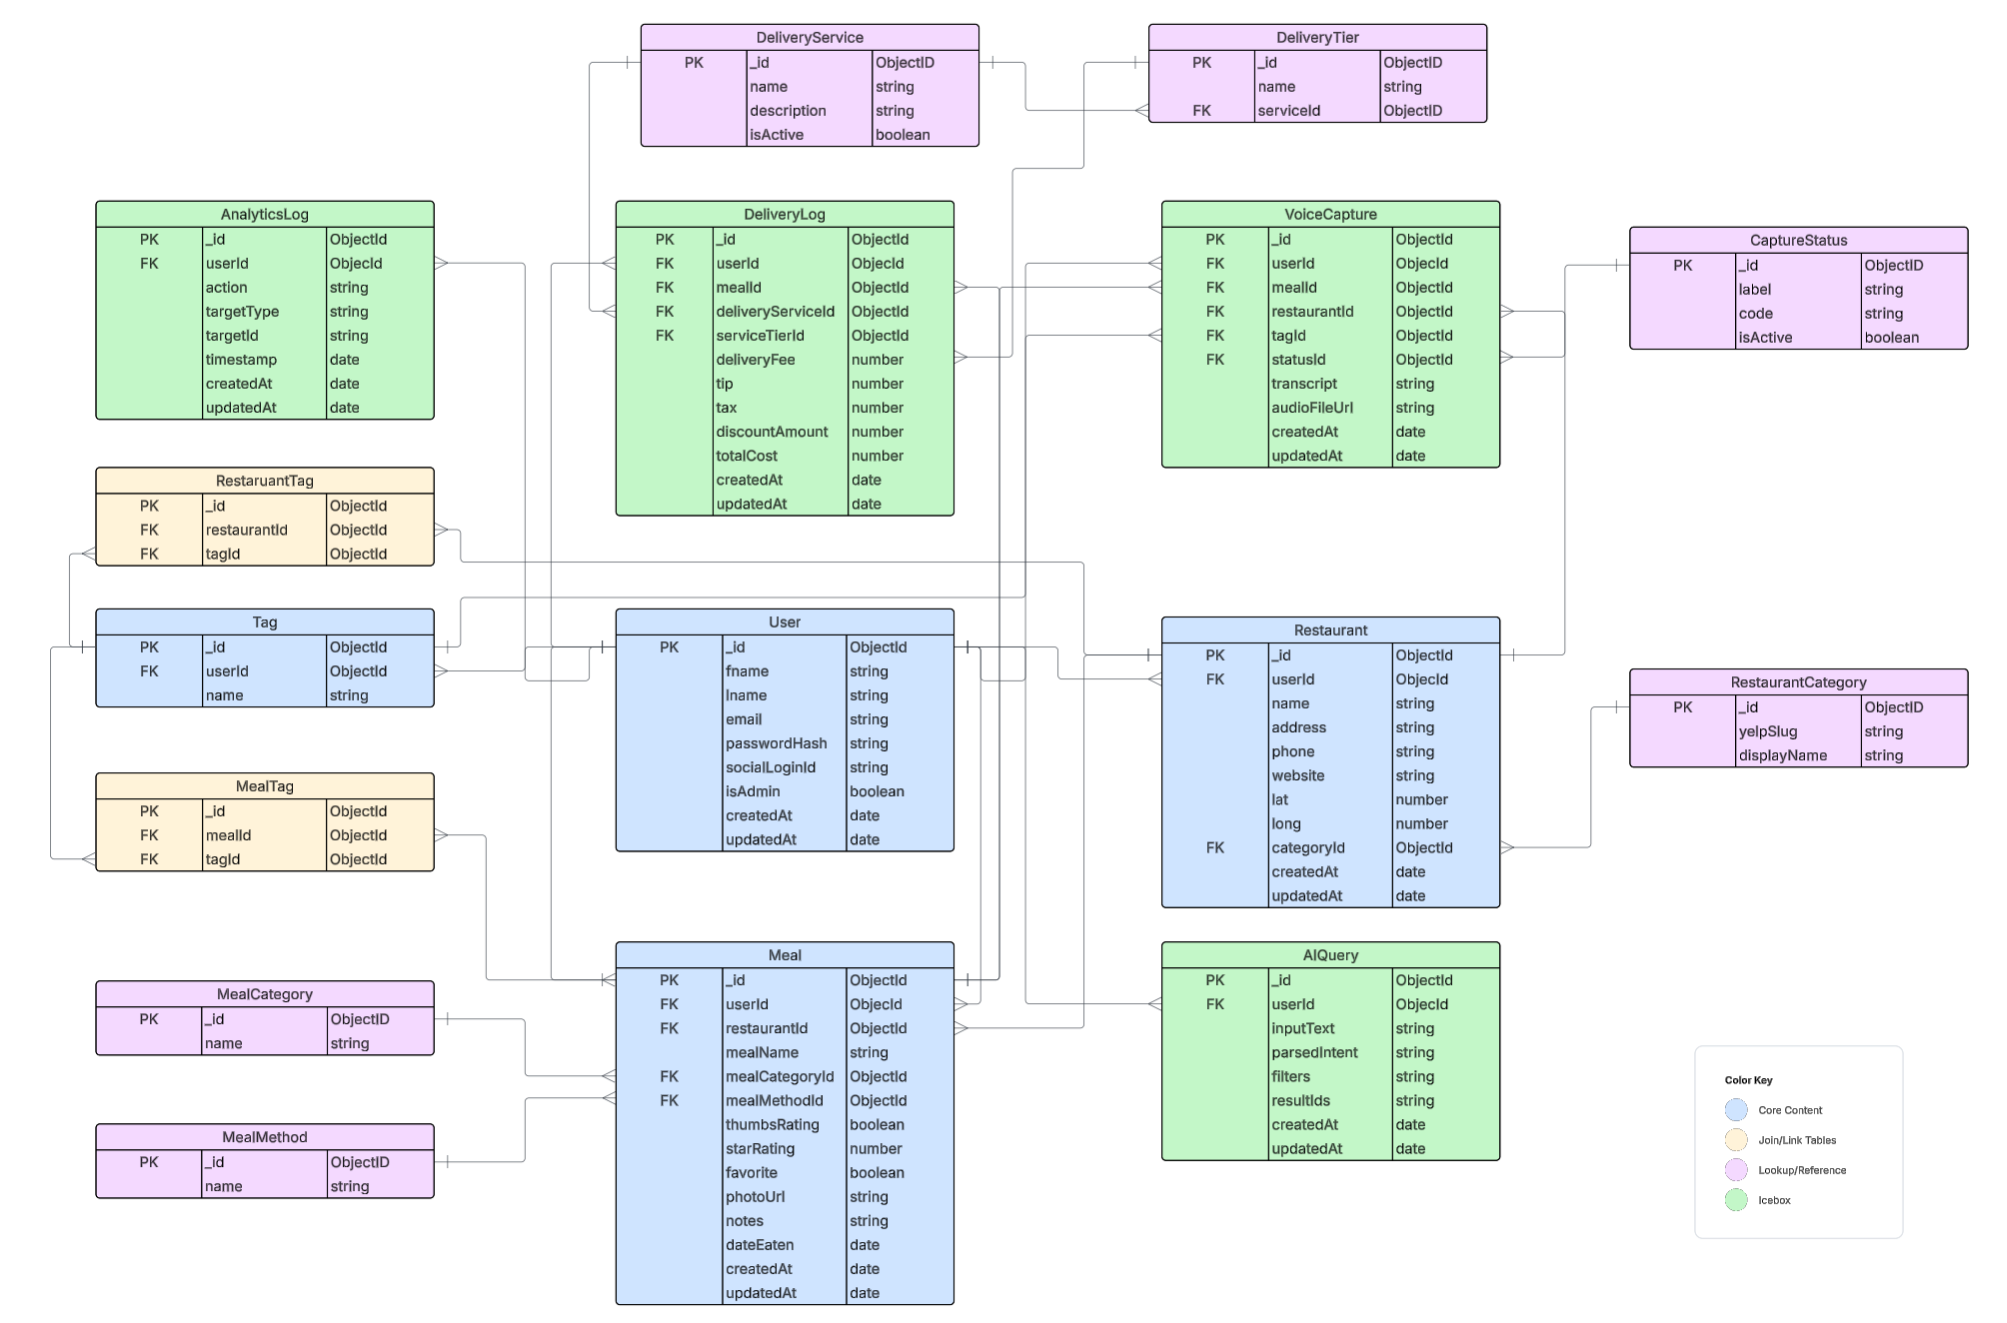 DeliveryService
PK _id ObjectID
name string
description string
isActive boolean
DeliveryTier
PK _id ObjectID
name string
FK serviceId ObjectID
AnalyticsLog
PK _id ObjectId
FK userId ObjecId
action string
targetType string
targetId string
timestamp date
createdAt date
updatedAt date
DeliveryLog
PK _id ObjectId
FK userId ObjecId
FK mealId ObjectId
FK deliveryServiceId ObjectId
FK serviceTierId ObjectId
deliveryFee number
tip number
tax number
discountAmount number
totalCost number
createdAt date
updatedAt date
VoiceCapture
PK _id ObjectId
FK userId ObjecId
FK mealId ObjectId
FK restaurantId ObjectId
FK tagId ObjectId
FK statusId ObjectId
transcript string
audioFileUrl string
createdAt date
updatedAt date
CaptureStatus
PK _id ObjectID
label string
code string
isActive boolean
RestaruantTag
PK _id ObjectId
FK restaurantId ObjectId
FK tagId ObjectId
Tag
PK _id ObjectId
FK userId ObjectId
name string
User
PK _id ObjectId
fname string
lname string
email string
passwordHash string
socialLoginId string
isAdmin boolean
createdAt date
updatedAt date
Restaurant
PK _id ObjectId
FK userId ObjecId
name string
address string
phone string
website string
lat number
long number
FK categoryId ObjectId
createdAt date
updatedAt date
RestaurantCategory
PK _id ObjectID
yelpSlug string
displayName string
MealTag
PK _id ObjectId
FK mealId ObjectId
FK tagId ObjectId
MealCategory
PK _id ObjectID
name string
MealMethod
PK _id ObjectID
name string
Meal
PK _id ObjectId
FK userId ObjecId
FK restaurantId ObjectId
mealName string
FK mealCategoryId ObjectId
FK mealMethodId ObjectId
thumbsRating boolean
starRating number
favorite boolean
photoUrl string
notes string
dateEaten date
createdAt date
updatedAt date
AIQuery
PK _id ObjectId
FK userId ObjecId
inputText string
parsedIntent string
filters string
resultIds string
createdAt date
updatedAt date
Color Key
Core Content
Join/Link Tables
Lookup/Reference
Icebox